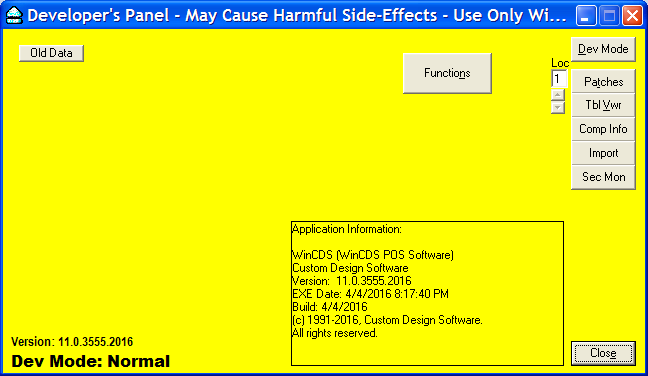 Developer's Panel - May Cause Harmful Side-Effects - Use Only Wi...
Old Data
Functions
Loc
1
Dev Mode
Patches
Tbl Vwr
Comp Info
Import
Sec Mon
Application Information:
WinCDS (WinCDS POS Software)
Custom Design Software
Version:  11.0.3555.2016
EXE Date: 4/4/2016 8:17:40 PM
Build: 4/4/2016
(c) 1991-2016, Custom Design Software.
All rights reserved.
Version: 11.0.3555.2016
Dev Mode: Normal
Close